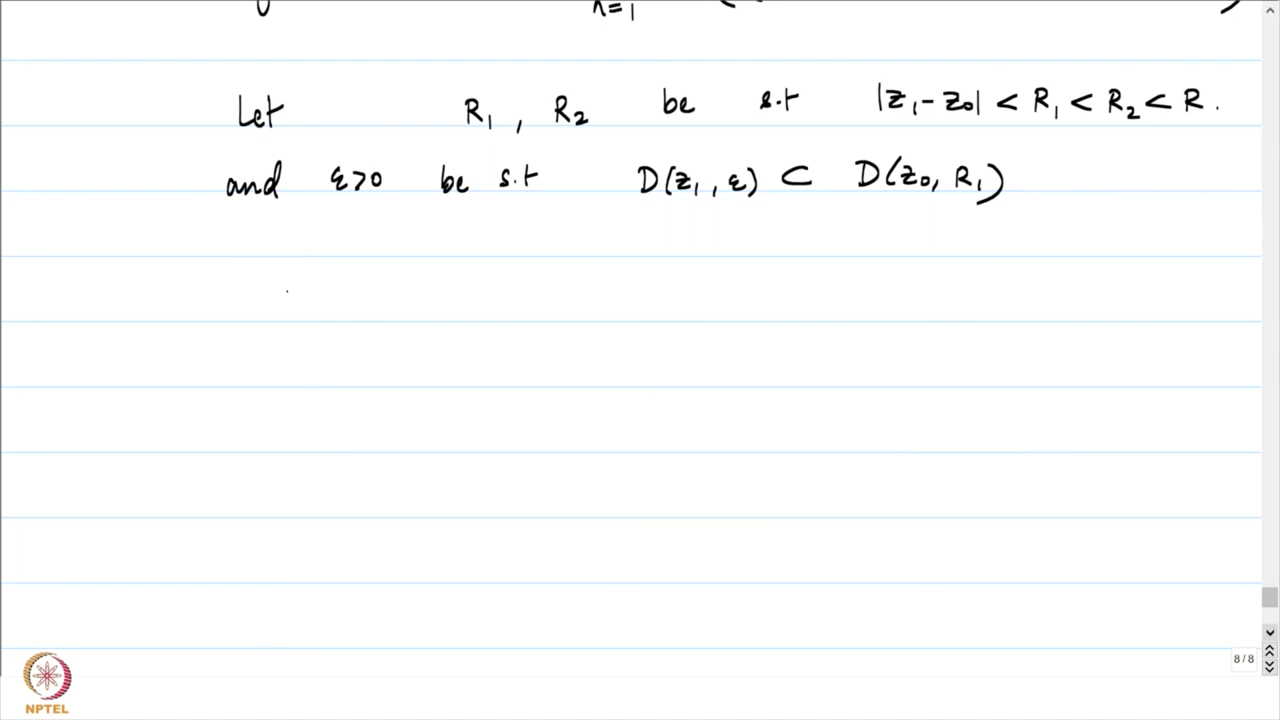 n=1
Let R₁, R₂ be s.t |z₁-z₀| < R₁ < R₂ < R.
and ε>0 be s.t D(z₁, ε) ⊂ D(z₀, R₁)
8 / 8
NPTEL